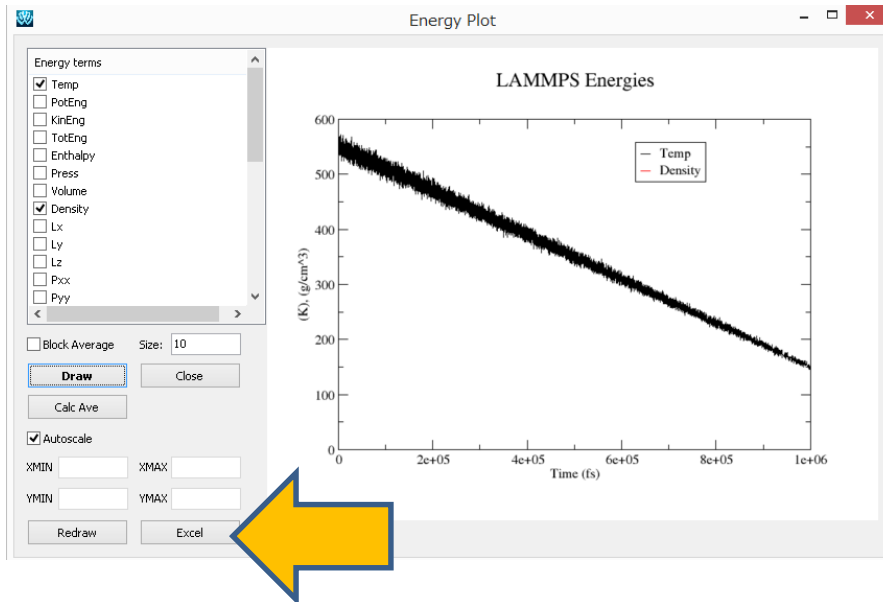 Energy Plot
Energy terms
Temp
PotEng
KinEng
TotEng
Enthalpy
Press
Volume
Density
Lx
Ly
Lz
Pxx
Pyy
Block Average Size: 10
Draw Close
Calc Ave
Autoscale
XMIN XMAX
YMIN YMAX
Redraw Excel
LAMMPS Energies
600
500
400
300
200
100
0
(K), (g/cm^3)
Temp
Density
0 2e+05 4e+05 6e+05 8e+05 1e+06
Time (fs)